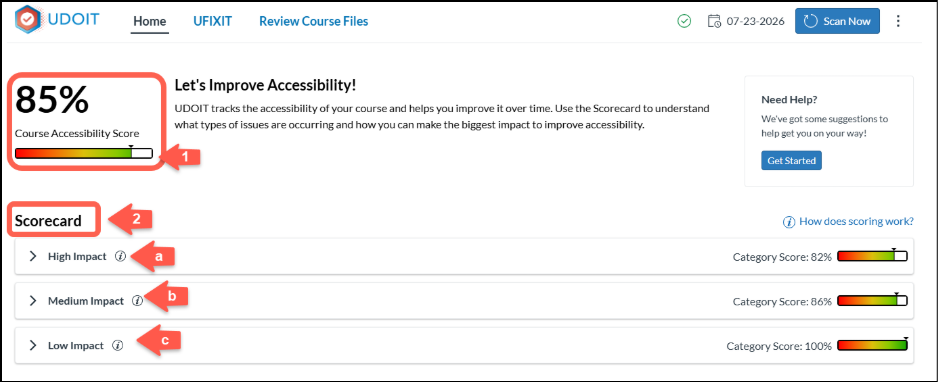 UDOIT Home UFIXIT Review Course Files 07-23-2026 Scan Now
85%
Course Accessibility Score
1
Let's Improve Accessibility!
UDOIT tracks the accessibility of your course and helps you improve it over time. Use the Scorecard to understand
what types of issues are occurring and how you can make the biggest impact to improve accessibility.
Need Help?
We've got some suggestions to
help get you on your way!
Get Started
Scorecard 2
i How does scoring work?
High Impact i a Category Score: 82%
Medium Impact i b Category Score: 86%
Low Impact i c Category Score: 100%